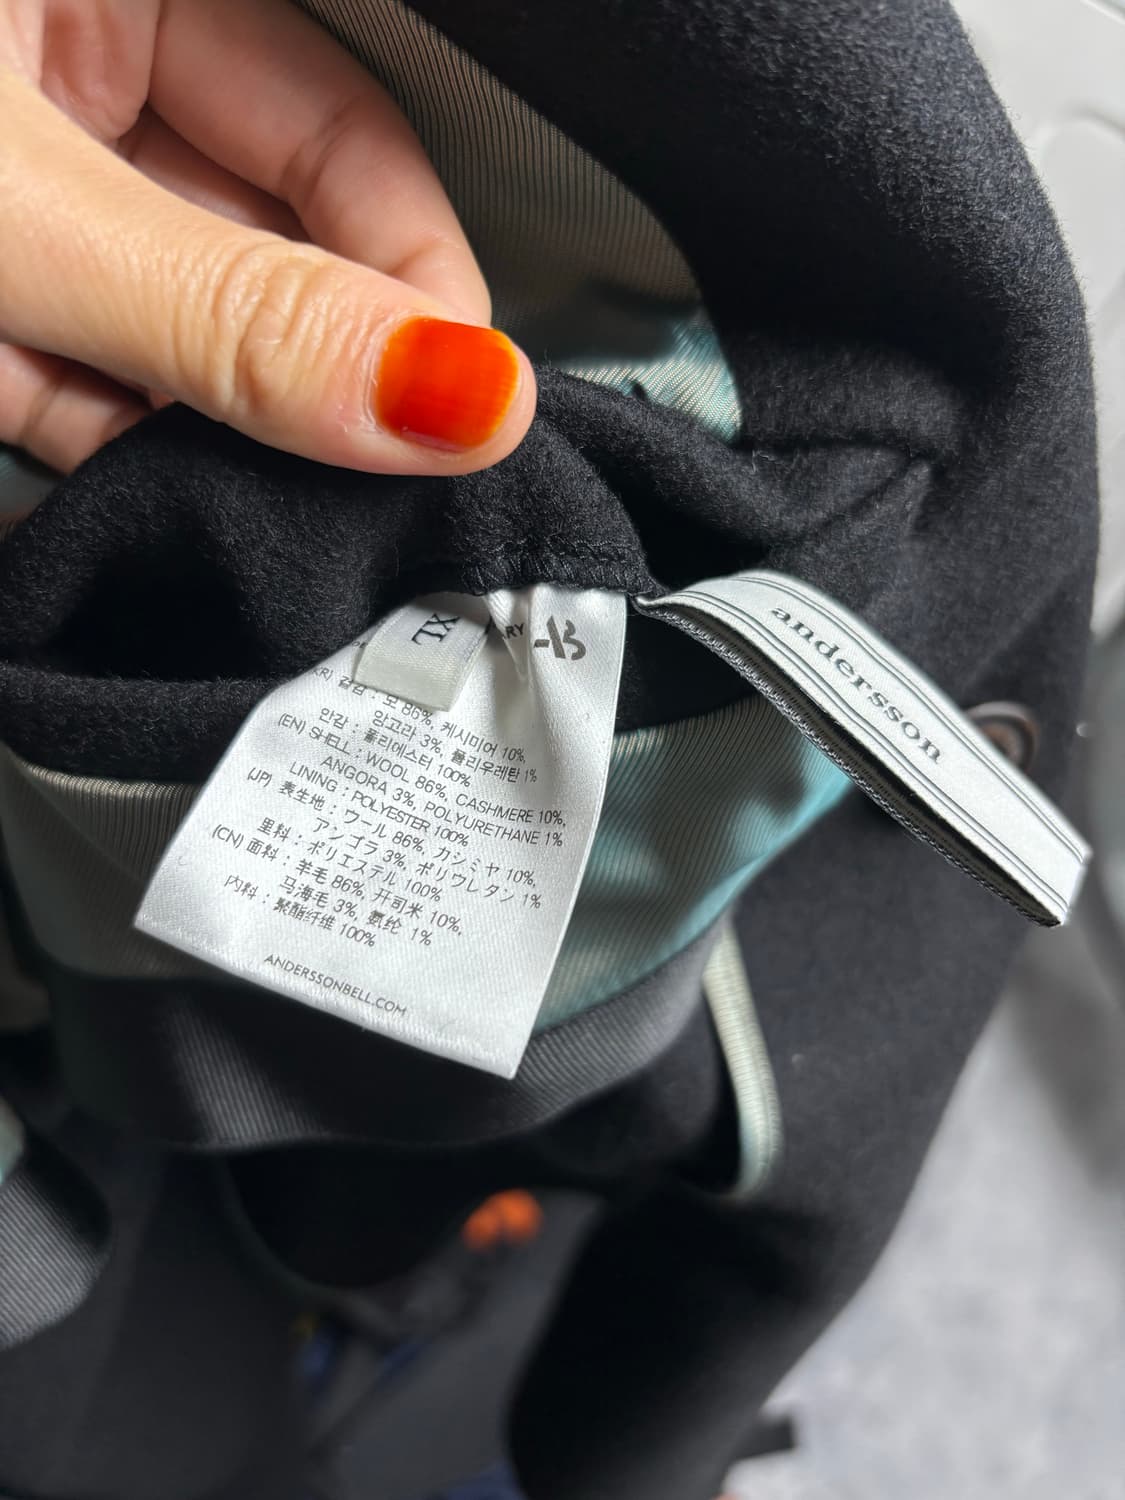 XL
RY
KR) 겉감 : 모 86%, 케시미어 10%,
앙고라 3%, 폴리우레탄 1%
안감 : 폴리에스터 100%
(EN) SHELL : WOOL 86%, CASHMERE 10%,
ANGORA 3%, POLYURETHANE 1%
LINING : POLYESTER 100%
(JP) 表生地 : ウール 86%, カシミヤ 10%,
アンゴラ 3%, ポリウレタン 1%
里料 : ポリエステル 100%
(CN) 面料 : 羊毛 86%, 开司米 10%,
马海毛 3%, 氨纶 1%
内料 : 聚酯纤维 100%
ANDERSSONBELL.COM
andersson